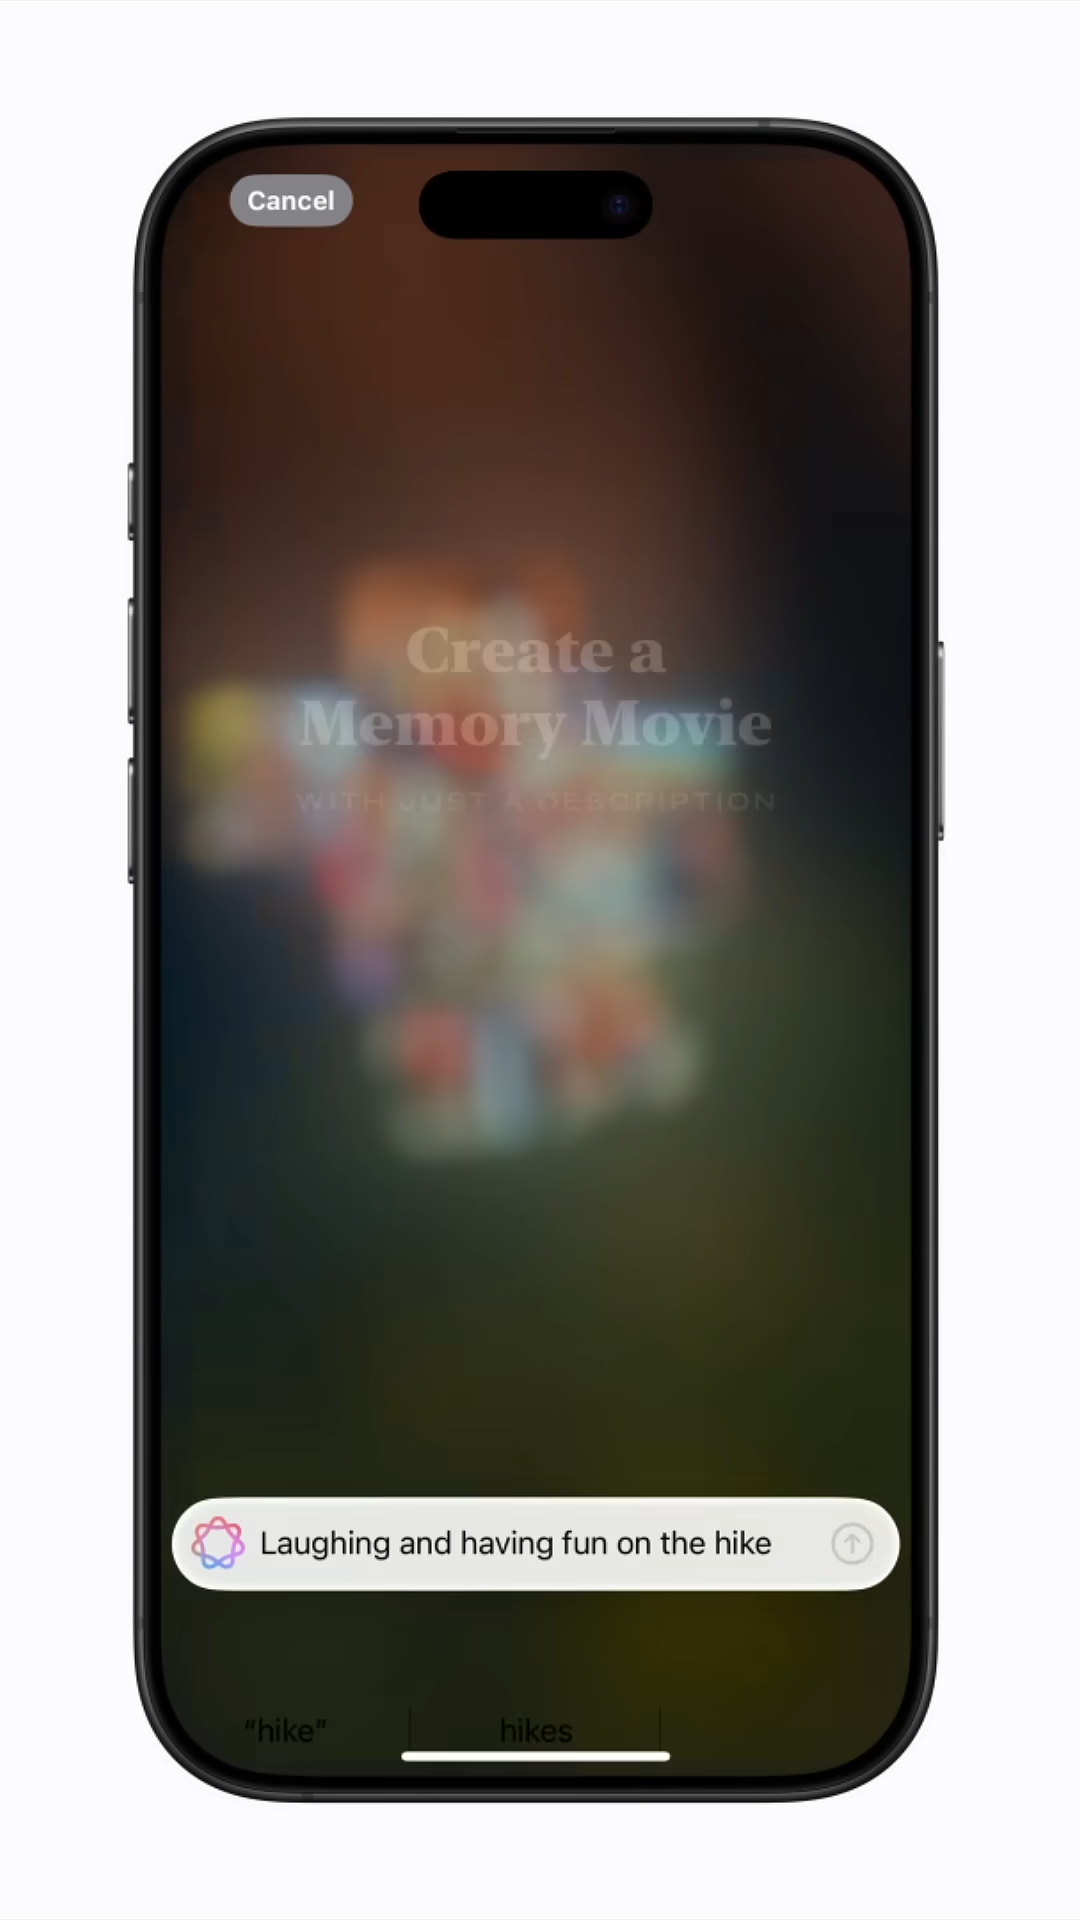 Cancel
Create a
Memory Movie
WITH JUST A DESCRIPTION
Laughing and having fun on the hike
“hike”
hikes